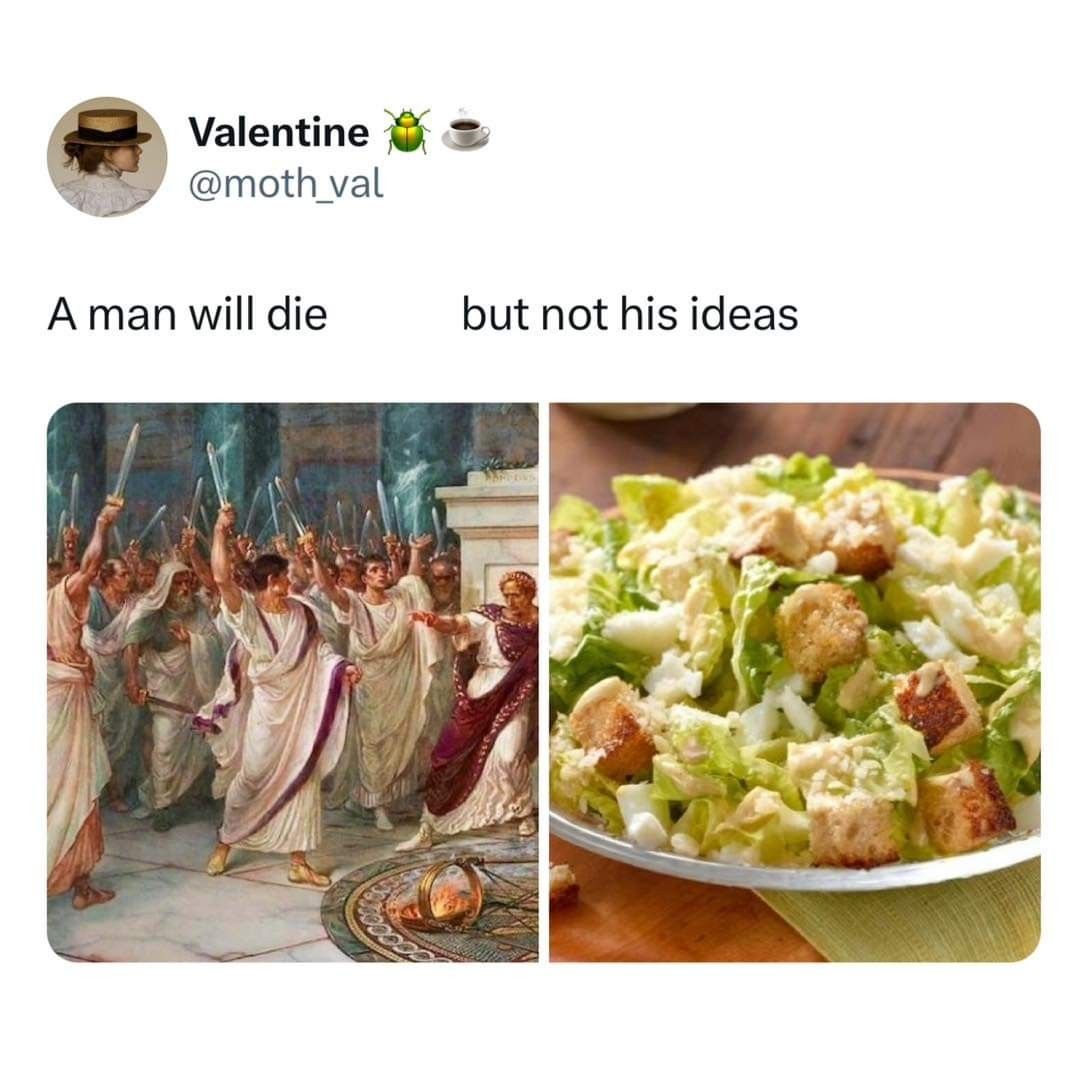 Valentine 🪲 ☕
@moth_val
A man will die but not his ideas